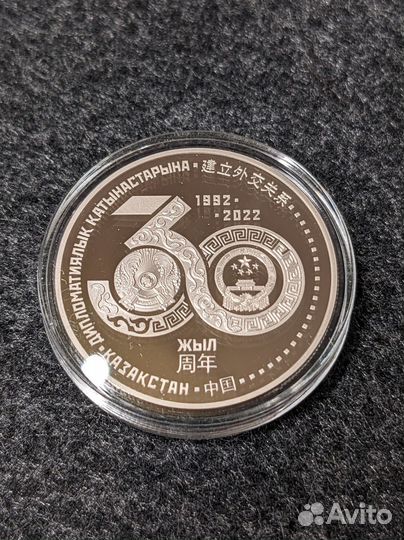 ДИПЛОМАТИЯЛЫҚ ҚАТЫНАСТАРЫНА · 建立外交关系
1992 ·
· 2022
30
ЖЫЛ
周年
ҚАЗАҚСТАН · 中国
Avito